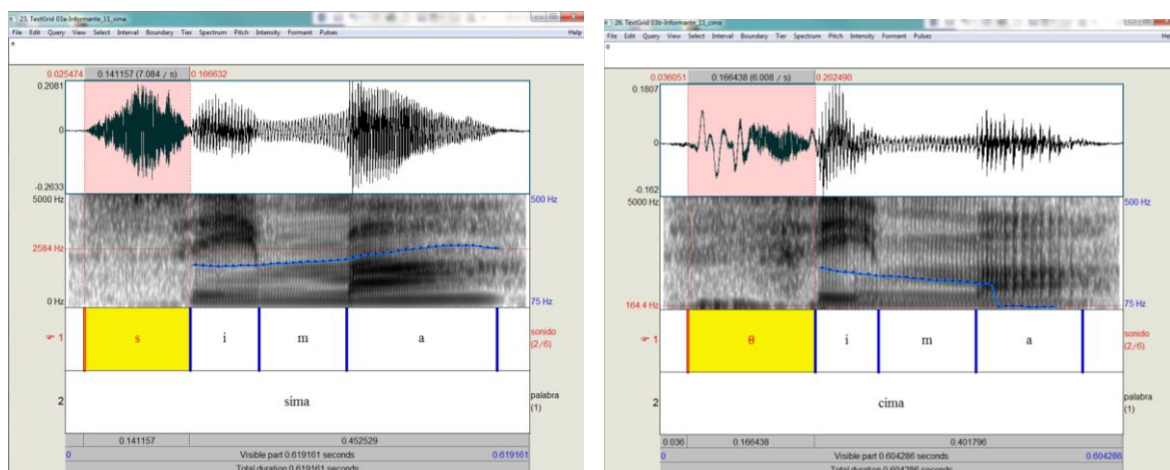 23. TextGrid 03a-Informante_11_sima
File Edit Query View Select Interval Boundary Tier Spectrum Pitch Intensity Formant Pulses Help
0.025474 0.141157 (7.084 / s) 0.166632
0.2081
0
-0.2633
5000 Hz 500 Hz
2584 Hz
0 Hz 75 Hz
1 s i m a sonido
(2/6)
2 sima palabra
(1)
0.141157 0.452529
0 Visible part 0.619161 seconds 0.619161
Total duration 0.619161 seconds
26. TextGrid 03b-Informante_11_cima
File Edit Query View Select Interval Boundary Tier Spectrum Pitch Intensity Formant Pulses
0.036051 0.166438 (6.008 / s) 0.202490
0.1807
0
-0.162
5000 Hz 500 Hz
164.4 Hz 75 Hz
1 θ i m a sonido
(2/6)
2 cima palabra
(1)
0.036 0.166438 0.401796
0 Visible part 0.604286 seconds 0.604286
Total duration 0.604286 seconds